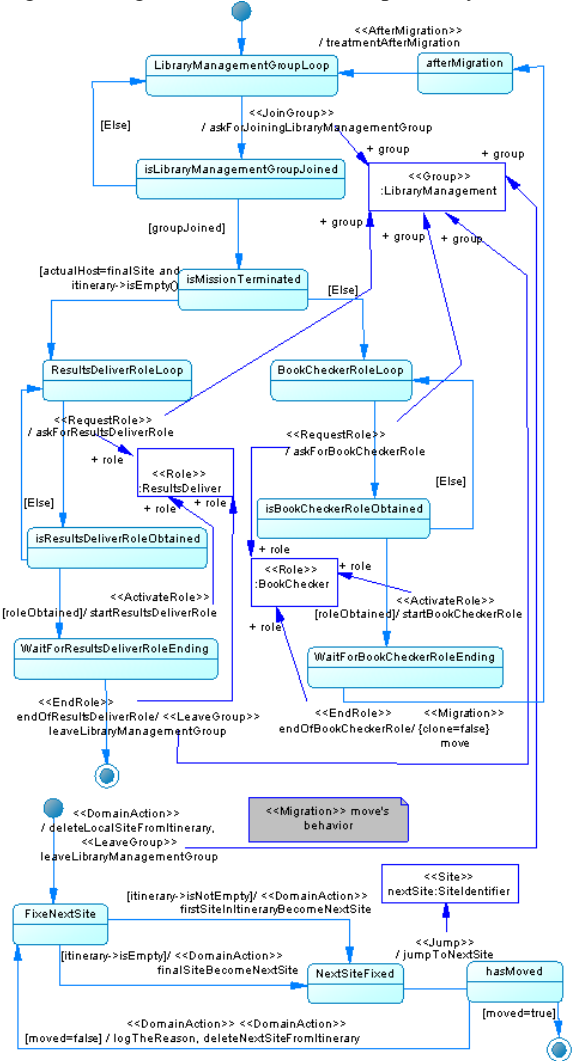 <<AfterMigration>>
/ treatmentAfterMigration
LibraryManagementGroupLoop
afterMigration
<<JoinGroup>>
/ askForJoiningLibraryManagementGroup
[Else]
+ group
+ group
isLibraryManagementGroupJoined
<<Group>>
:LibraryManagement
[groupJoined]
+ group
+ group
+ group
[actualHost=finalSite and
itinerary->isEmpty()
isMissionTerminated
[Else]
ResultsDeliverRoleLoop
BookCheckerRoleLoop
<<RequestRole>>
/ askForResultsDeliverRole
<<RequestRole>>
/ askForBookCheckerRole
+ role
<<Role>>
:ResultsDeliver
[Else]
+ role
+ role
[Else]
isResultsDeliverRoleObtained
isBookCheckerRoleObtained
+ role
<<Role>>
:BookChecker
+ role
<<ActivateRole>>
[roleObtained]/ startResultsDeliverRole
<<ActivateRole>>
[roleObtained]/ startBookCheckerRole
+ role
WaitForResultsDeliverRoleEnding
WaitForBookCheckerRoleEnding
<<EndRole>>
endOfResultsDeliverRole/ <<LeaveGroup>>
leaveLibraryManagementGroup
<<EndRole>> <<Migration>>
endOfBookCheckerRole/ {clone=false}
move
<<DomainAction>>
/ deleteLocalSiteFromItinerary,
<<LeaveGroup>>
leaveLibraryManagementGroup
<<Migration>> move's
behavior
<<Site>>
nextSite:SiteIdentifier
[itinerary->isNotEmpty]/ <<DomainAction>>
firstSiteInItineraryBecomeNextSite
FixeNextSite
[itinerary->isEmpty]/ <<DomainAction>>
finalSiteBecomeNextSite
<<Jump>>
/ jumpToNextSite
NextSiteFixed
hasMoved
<<DomainAction>> <<DomainAction>>
[moved=false] / logTheReason, deleteNextSiteFromItinerary
[moved=true]